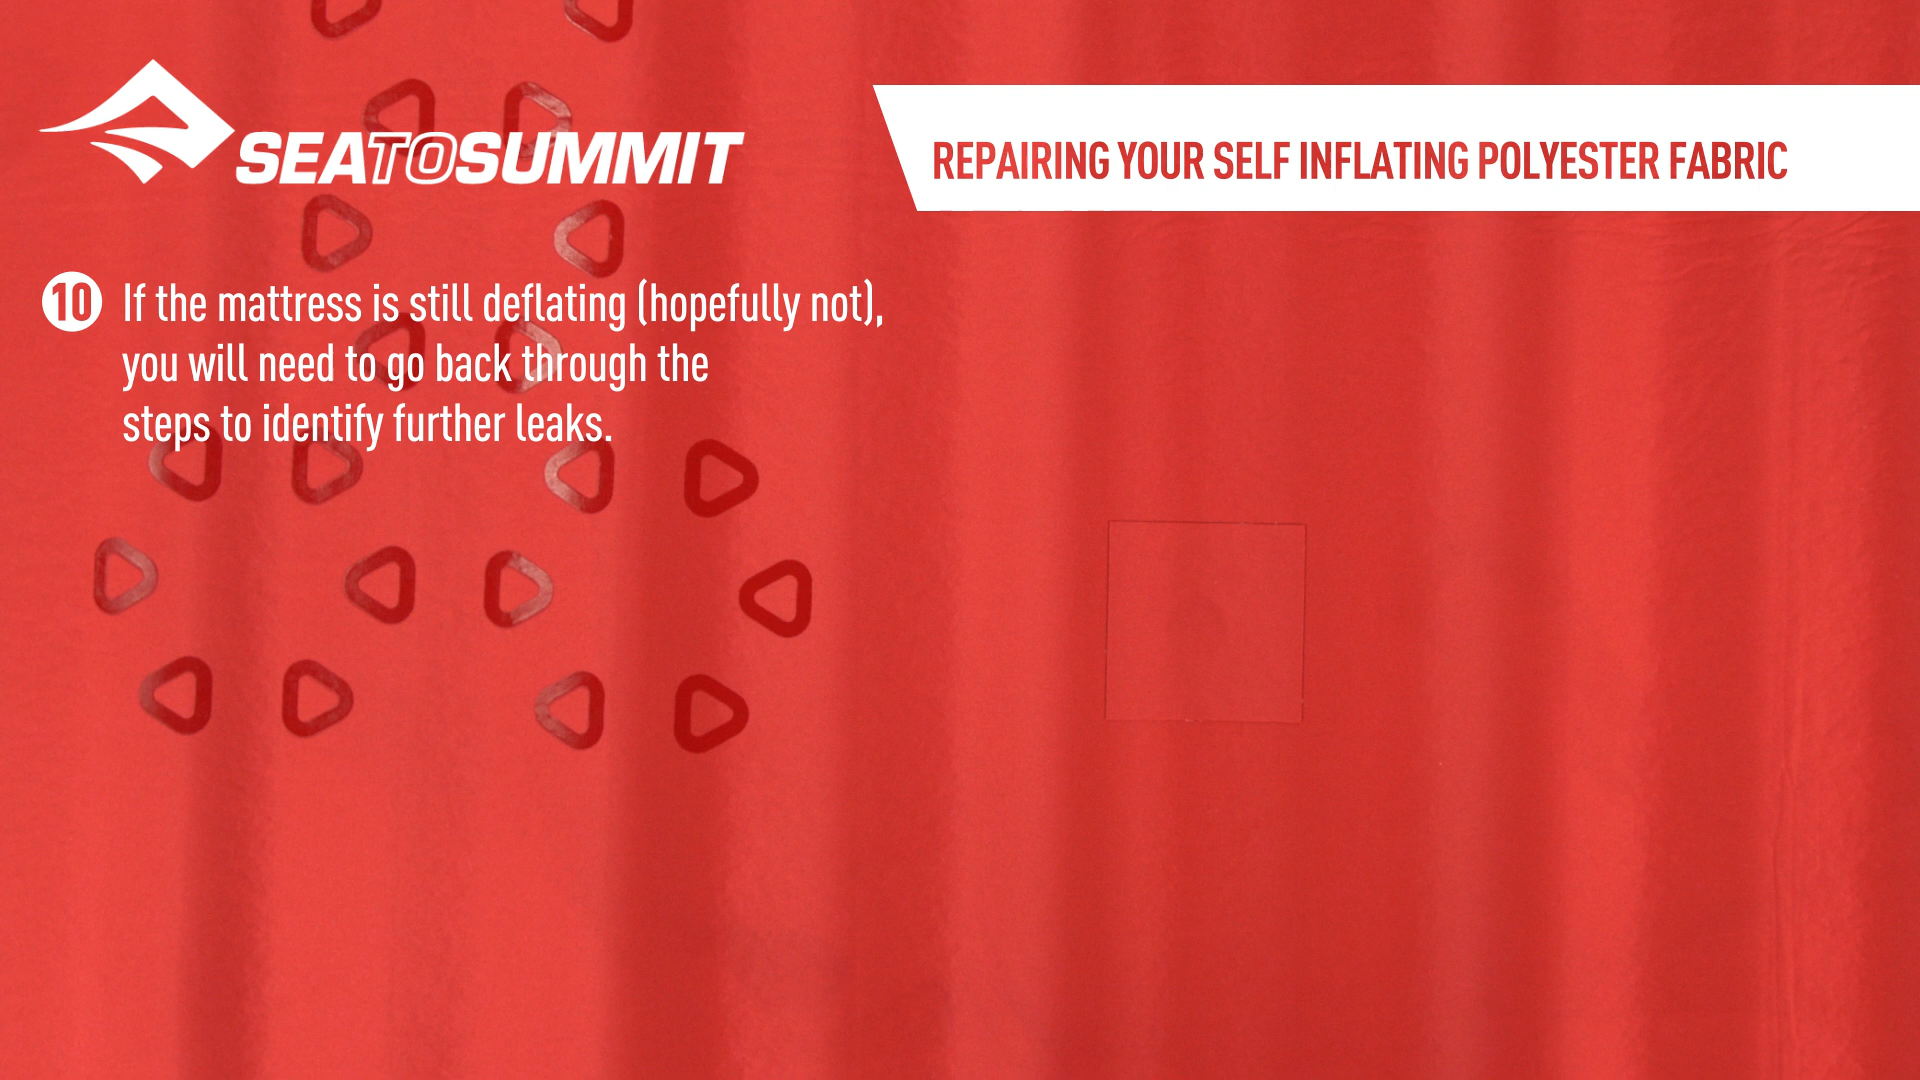 SEATOSUMMIT
REPAIRING YOUR SELF INFLATING POLYESTER FABRIC
10 If the mattress is still deflating (hopefully not),
you will need to go back through the
steps to identify further leaks.